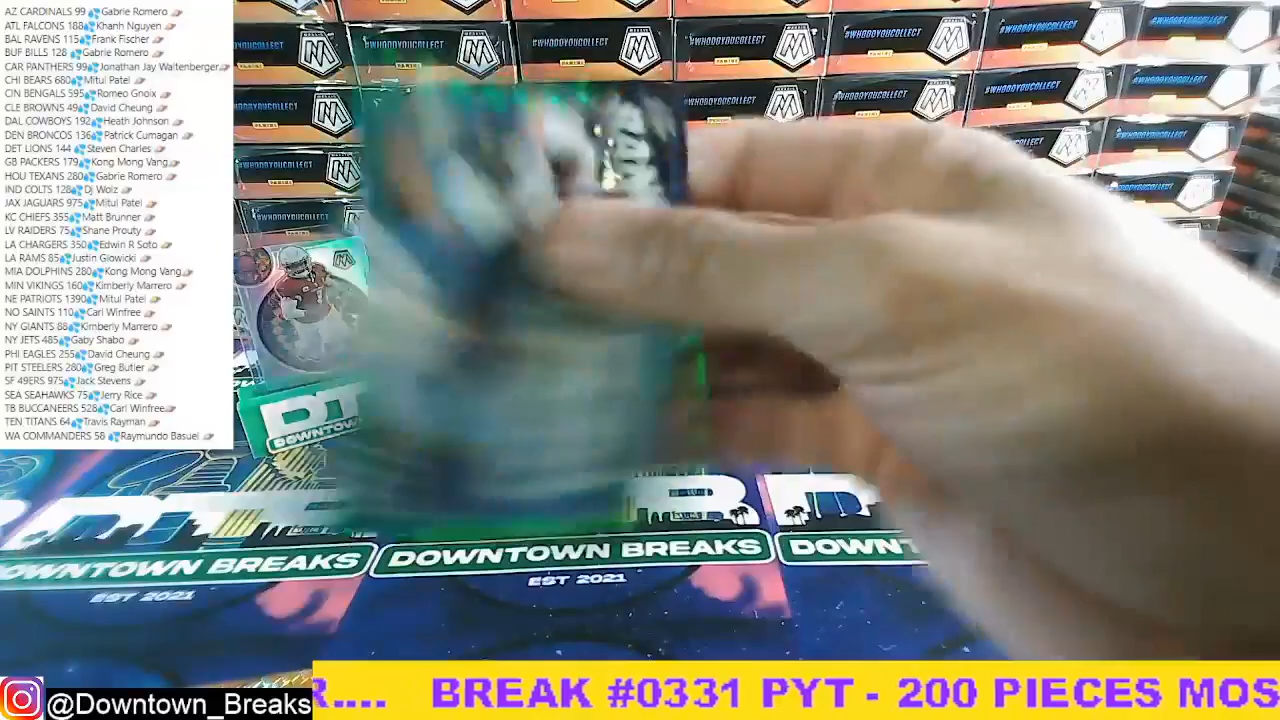 AZ CARDINALS 99 Gabrie Romero
ATL FALCONS 188 Khanh Nguyen
BAL RAVENS 115 Frank Fischer
BUF BILLS 128 Gabrie Romero
CAR PANTHERS 99 Jonathan Jay Waltenberger
CHI BEARS 680 Mitul Patel
CIN BENGALS 595 Romeo Gnoix
CLE BROWNS 49 David Cheung
DAL COWBOYS 192 Heath Johnson
DEN BRONCOS 136 Patrick Cumagan
DET LIONS 144 Steven Charles
GB PACKERS 179 Kong Mong Vang
HOU TEXANS 280 Gabrie Romero
IND COLTS 128 Dj Wolz
JAX JAGUARS 975 Mitul Patel
KC CHIEFS 355 Matt Brunner
LV RAIDERS 75 Shane Prouty
LA CHARGERS 350 Edwin R Soto
LA RAMS 85 Justin Glowicki
MIA DOLPHINS 280 Kong Mong Vang
MIN VIKINGS 160 Kimberly Marrero
NE PATRIOTS 1390 Mitul Patel
NO SAINTS 110 Carl Winfree
NY GIANTS 88 Kimberly Marrero
NY JETS 485 Gaby Shabo
PHI EAGLES 255 David Cheung
PIT STEELERS 280 Greg Butler
SF 49ERS 975 Jack Stevens
SEA SEAHAWKS 75 Jerry Rice
TB BUCCANEERS 528 Carl Winfree
TEN TITANS 64 Travis Rayman
WA COMMANDERS 58 Raymundo Basuel
#WHODOYOUCOLLECT
PANINI
#WHODOYOUCOLLECT
PANINI
#WHODOYOUCOLLECT
PANINI
#WHODOYOUCOLLECT
#WHODOYOUCOLLECT
DOWNTOWN
DOWNTOWN BREAKS
EST 2021
DOWNTOWN BREAKS
EST 2021
DOWNT
@Downtown_Breaks
R.... BREAK #0331 PYT - 200 PIECES MOS